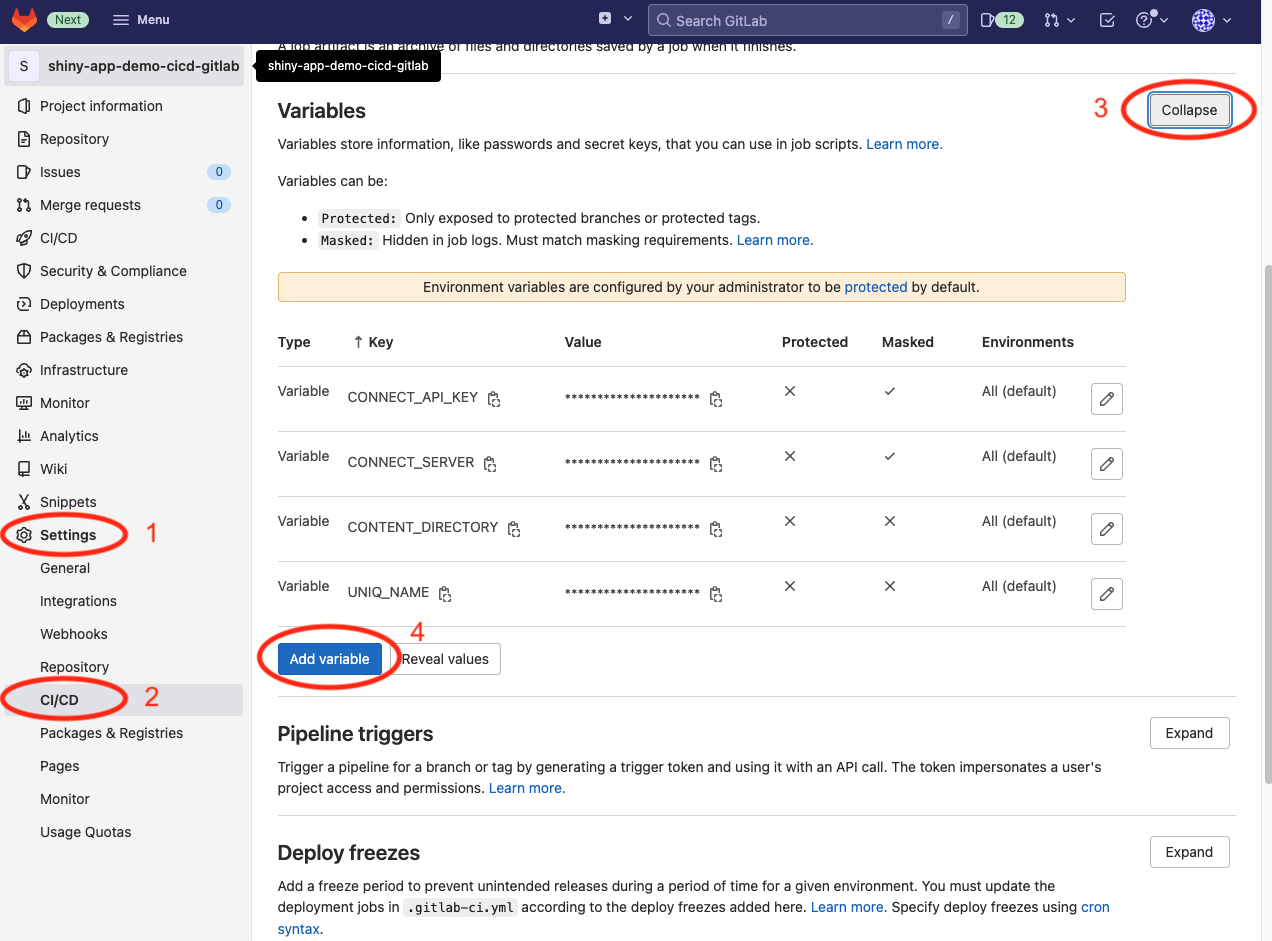 Next
Menu
Search GitLab
/
12
S
shiny-app-demo-cicd-gitlab
shiny-app-demo-cicd-gitlab
Project information
Repository
Issues
0
Merge requests
0
CI/CD
Security & Compliance
Deployments
Packages & Registries
Infrastructure
Monitor
Analytics
Wiki
Snippets
Settings
1
General
Integrations
Webhooks
Repository
CI/CD
2
Packages & Registries
Pages
Monitor
Usage Quotas
A job artifact is an archive of files and directories saved by a job when it finishes.
Variables
3
Collapse
Variables store information, like passwords and secret keys, that you can use in job scripts. Learn more.
Variables can be:
• Protected: Only exposed to protected branches or protected tags.
• Masked: Hidden in job logs. Must match masking requirements. Learn more.
Environment variables are configured by your administrator to be protected by default.
Type ↑ Key Value Protected Masked Environments
Variable CONNECT_API_KEY ********************* ✕ ✓ All (default)
Variable CONNECT_SERVER ********************* ✕ ✓ All (default)
Variable CONTENT_DIRECTORY ********************* ✕ ✕ All (default)
Variable UNIQ_NAME ********************* ✕ ✕ All (default)
4
Add variable Reveal values
Pipeline triggers
Expand
Trigger a pipeline for a branch or tag by generating a trigger token and using it with an API call. The token impersonates a user's
project access and permissions. Learn more.
Deploy freezes
Expand
Add a freeze period to prevent unintended releases during a period of time for a given environment. You must update the
deployment jobs in .gitlab-ci.yml according to the deploy freezes added here. Learn more. Specify deploy freezes using cron
syntax.